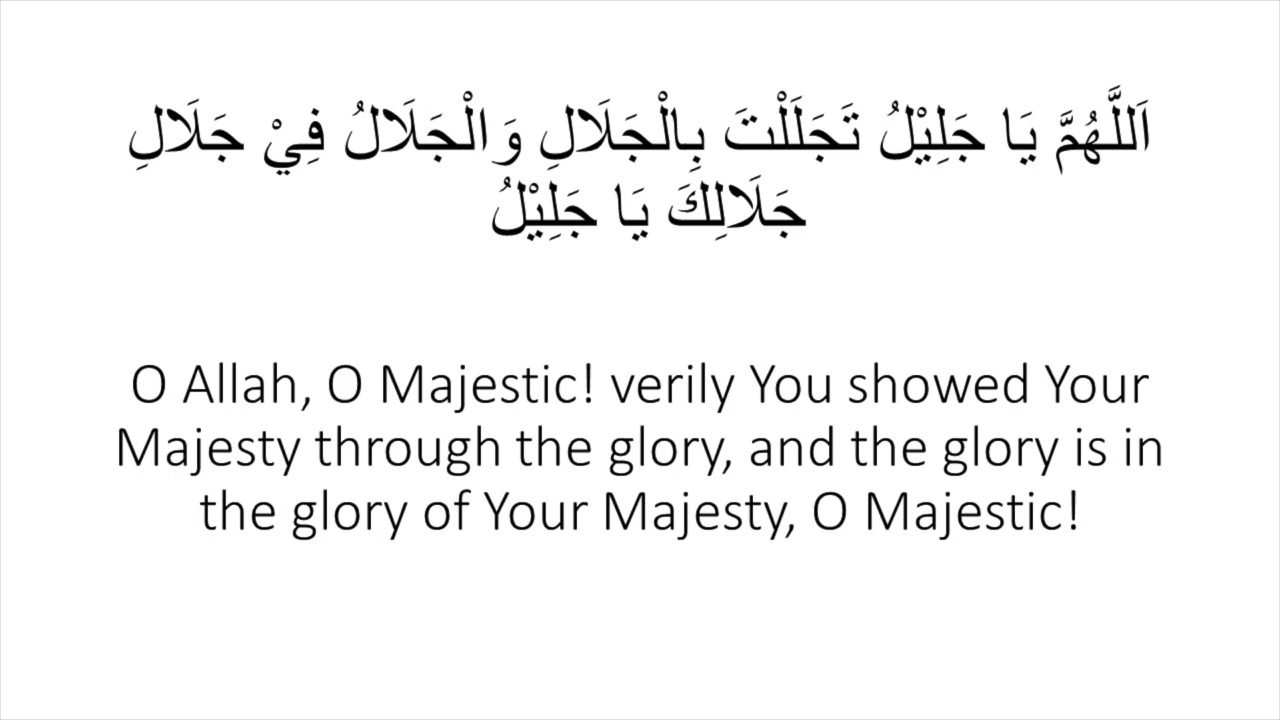 اَللَّهُمَّ يَا جَلِيْلُ تَجَلَلْتَ بِالْجَلَالِ وَالْجَلَالُ فِيْ جَلَالِ
جَلَالِكَ يَا جَلِيْلُ
O Allah, O Majestic! verily You showed Your
Majesty through the glory, and the glory is in
the glory of Your Majesty, O Majestic!